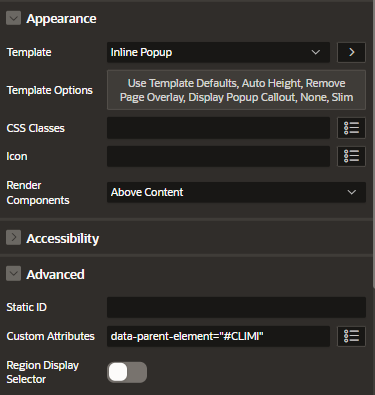 Appearance
Template
Inline Popup
Template Options
Use Template Defaults, Auto Height, Remove
Page Overlay, Display Popup Callout, None, Slim
CSS Classes
Icon
Render
Components
Above Content
Accessibility
Advanced
Static ID
Custom Attributes
data-parent-element="#CLIMI"
Region Display
Selector